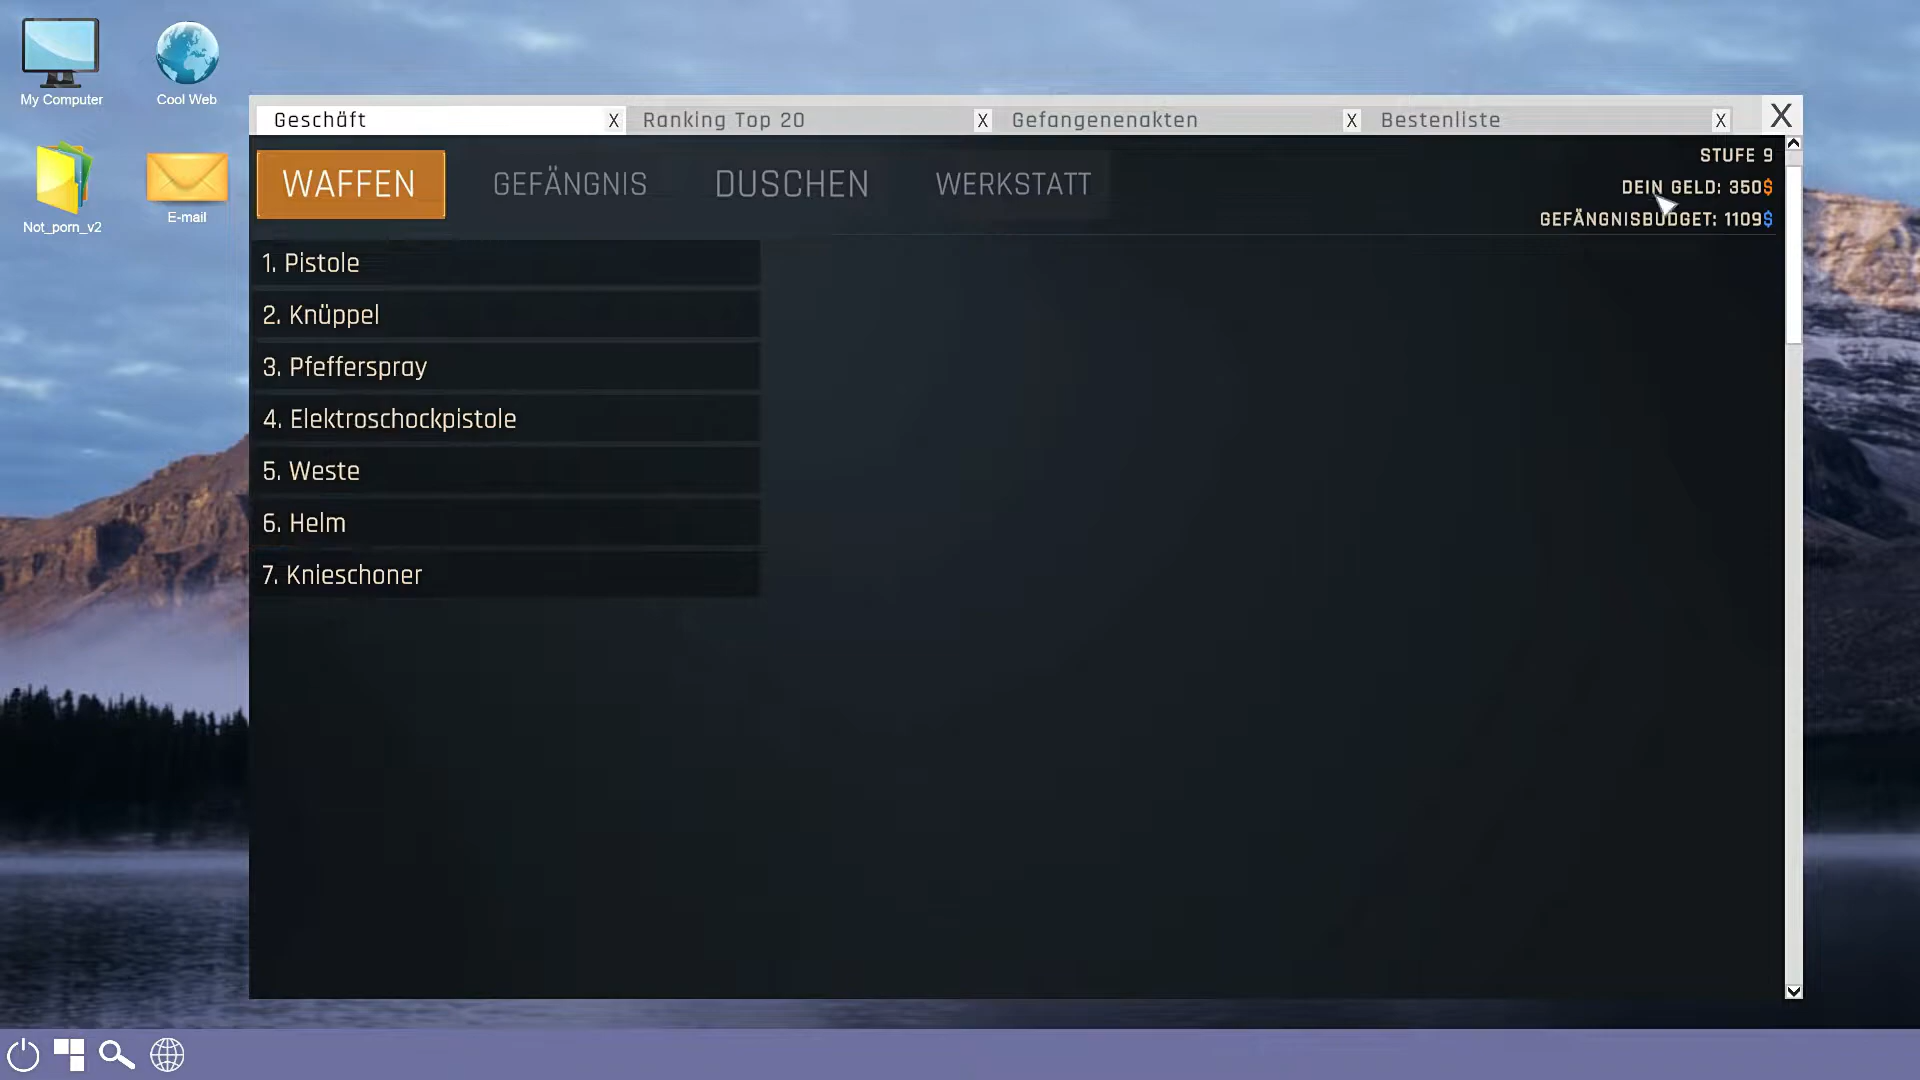 My Computer
Cool Web
Not_porn_v2
E-mail
Geschäft X
Ranking Top 20 X
Gefangenenakten X
Bestenliste X
X
WAFFEN
GEFÄNGNIS
DUSCHEN
WERKSTATT
STUFE 9
DEIN GELD: 350$
GEFÄNGNISBUDGET: 1109$
1. Pistole
2. Knüppel
3. Pfefferspray
4. Elektroschockpistole
5. Weste
6. Helm
7. Knieschoner